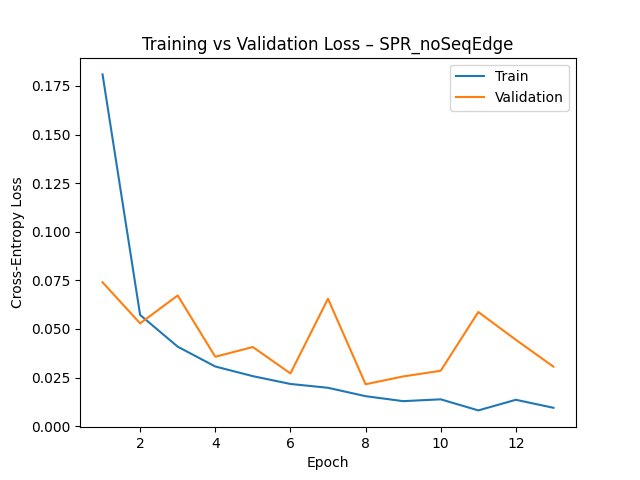 Training vs Validation Loss – SPR_noSeqEdge
Train
Validation
Cross-Entropy Loss
0.175
0.150
0.125
0.100
0.075
0.050
0.025
0.000
2 4 6 8 10 12
Epoch